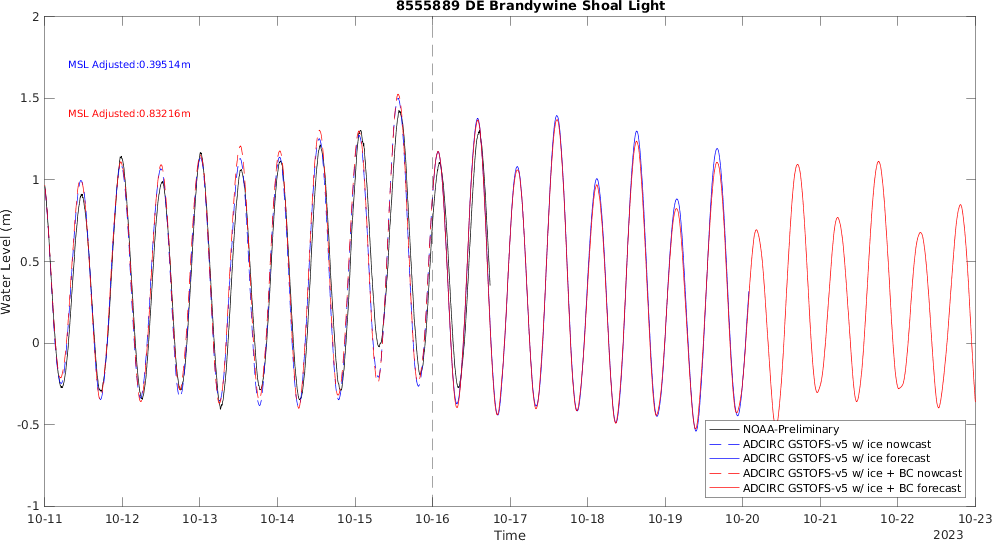 8555889 DE Brandywine Shoal Light
2
MSL Adjusted:0.39514m
1.5
MSL Adjusted:0.83216m
1
0.5
0
-0.5
-1
Water Level (m)
NOAA-Preliminary
ADCIRC GSTOFS-v5 w/ ice nowcast
ADCIRC GSTOFS-v5 w/ ice forecast
ADCIRC GSTOFS-v5 w/ ice + BC nowcast
ADCIRC GSTOFS-v5 w/ ice + BC forecast
10-11 10-12 10-13 10-14 10-15 10-16 10-17 10-18 10-19 10-20 10-21 10-22 10-23
Time
2023